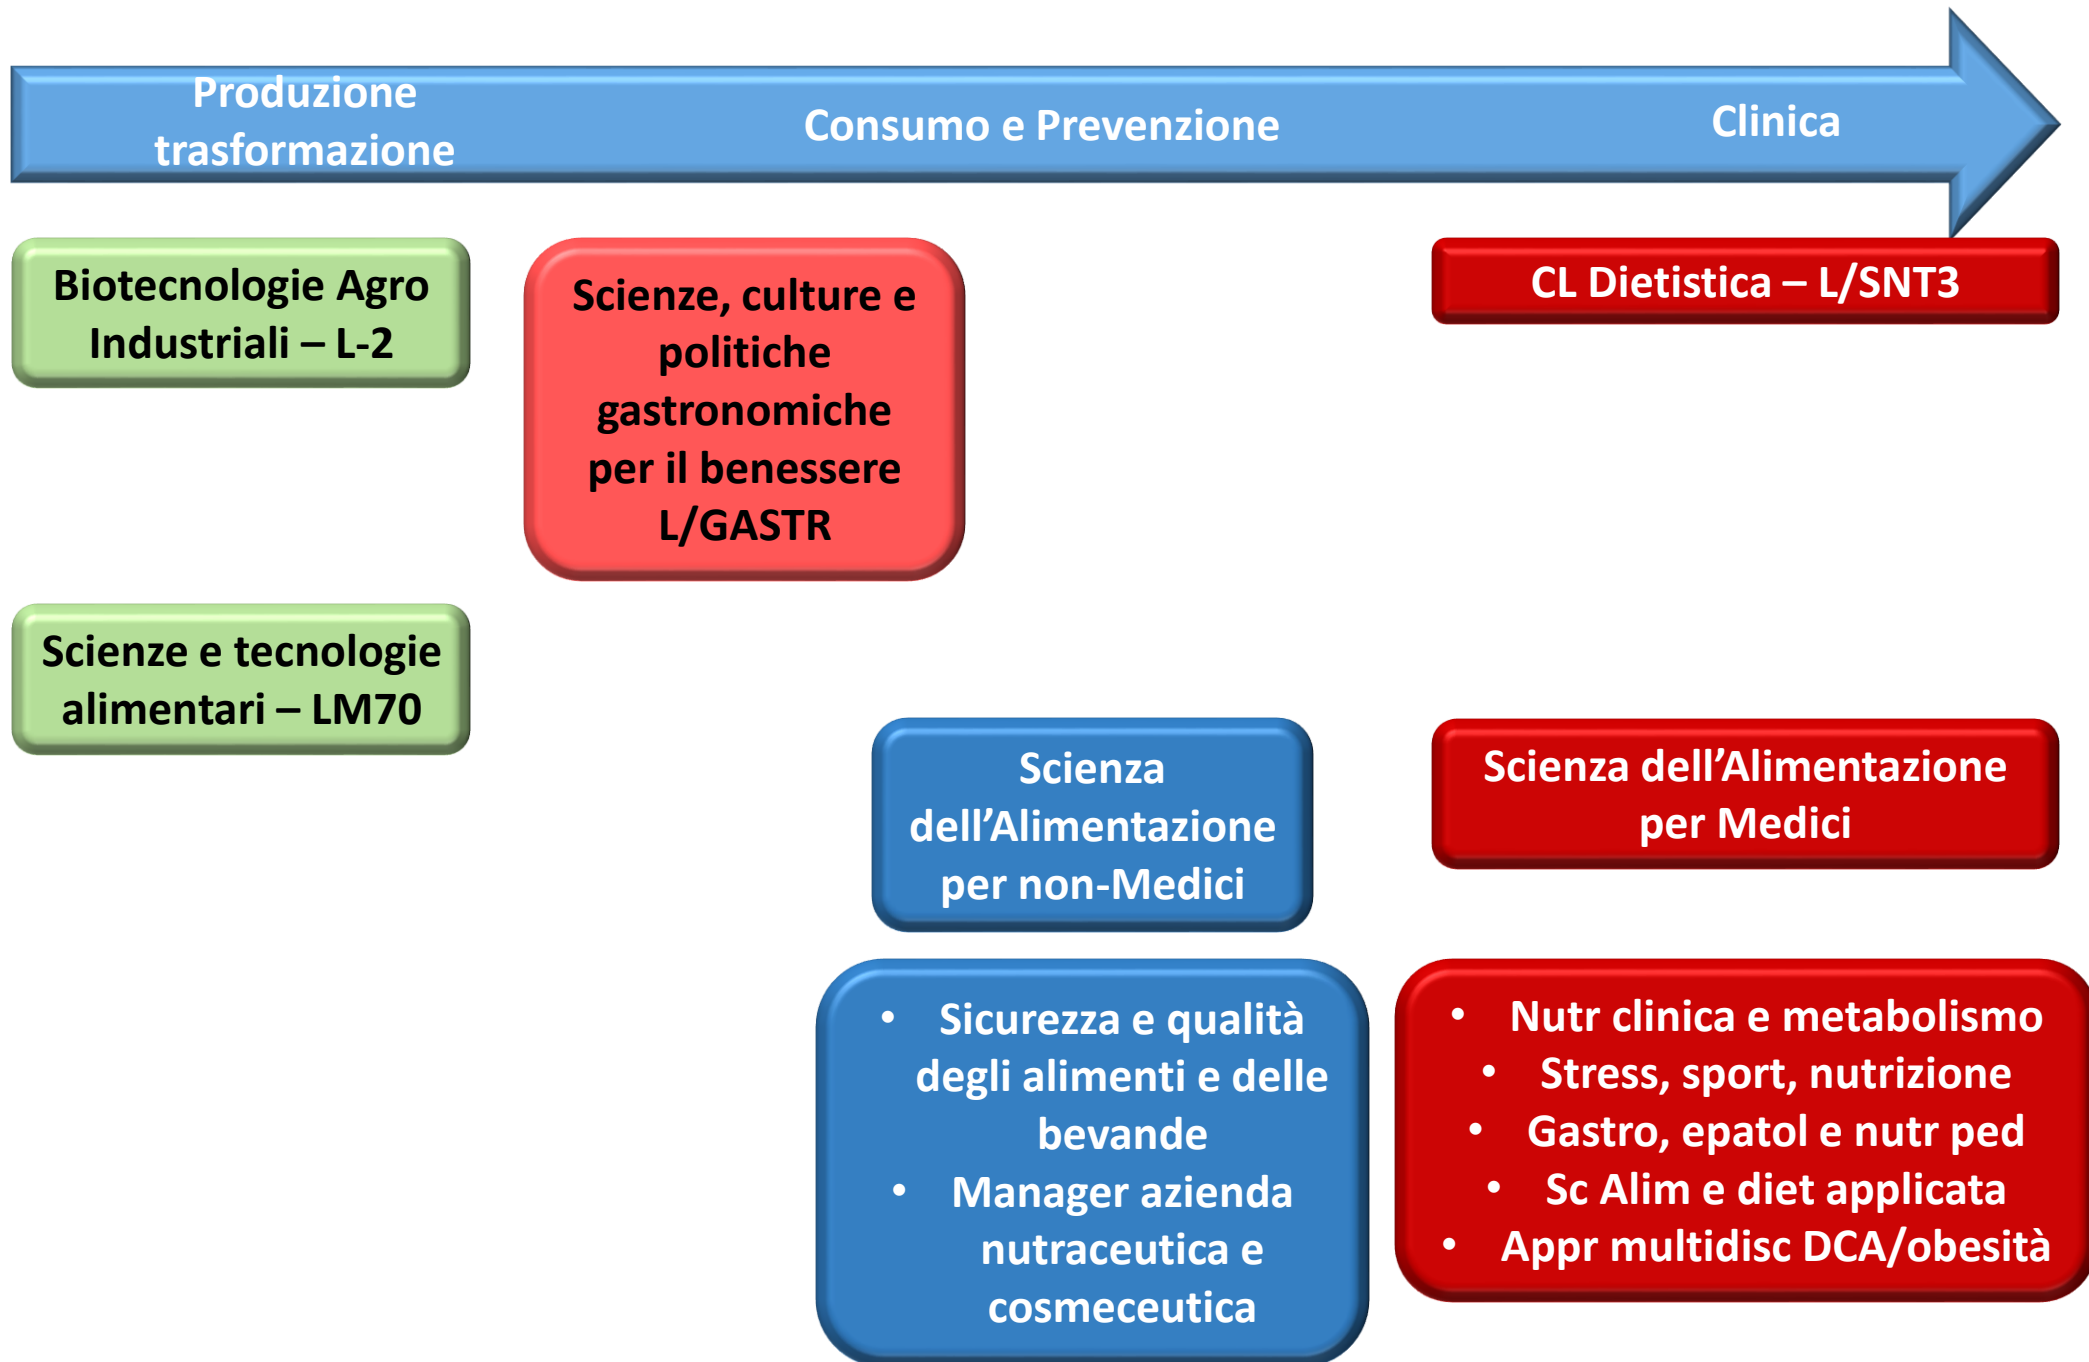 Produzione
trasformazione
Consumo e Prevenzione
Clinica
Biotecnologie Agro
Industriali – L-2
Scienze, culture e
politiche
gastronomiche
per il benessere
L/GASTR
CL Dietistica – L/SNT3
Scienze e tecnologie
alimentari – LM70
Scienza
dell’Alimentazione
per non-Medici
Scienza dell’Alimentazione
per Medici
• Sicurezza e qualità
degli alimenti e delle
bevande
• Manager azienda
nutraceutica e
cosmeceutica
• Nutr clinica e metabolismo
• Stress, sport, nutrizione
• Gastro, epatol e nutr ped
• Sc Alim e diet applicata
• Appr multidisc DCA/obesità